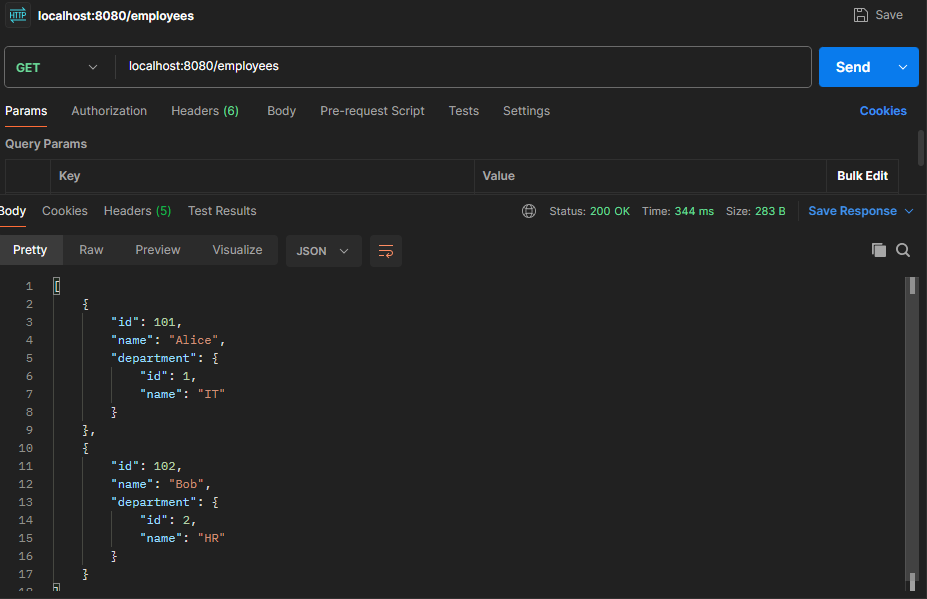 HTTP localhost:8080/employees Save
GET localhost:8080/employees Send
Params Authorization Headers (6) Body Pre-request Script Tests Settings Cookies
Query Params
Key Value Bulk Edit
Body Cookies Headers (5) Test Results Status: 200 OK Time: 344 ms Size: 283 B Save Response
Pretty Raw Preview Visualize JSON
1 [
2 {
3 "id": 101,
4 "name": "Alice",
5 "department": {
6 "id": 1,
7 "name": "IT"
8 }
9 },
10 {
11 "id": 102,
12 "name": "Bob",
13 "department": {
14 "id": 2,
15 "name": "HR"
16 }
17 }
18 ]